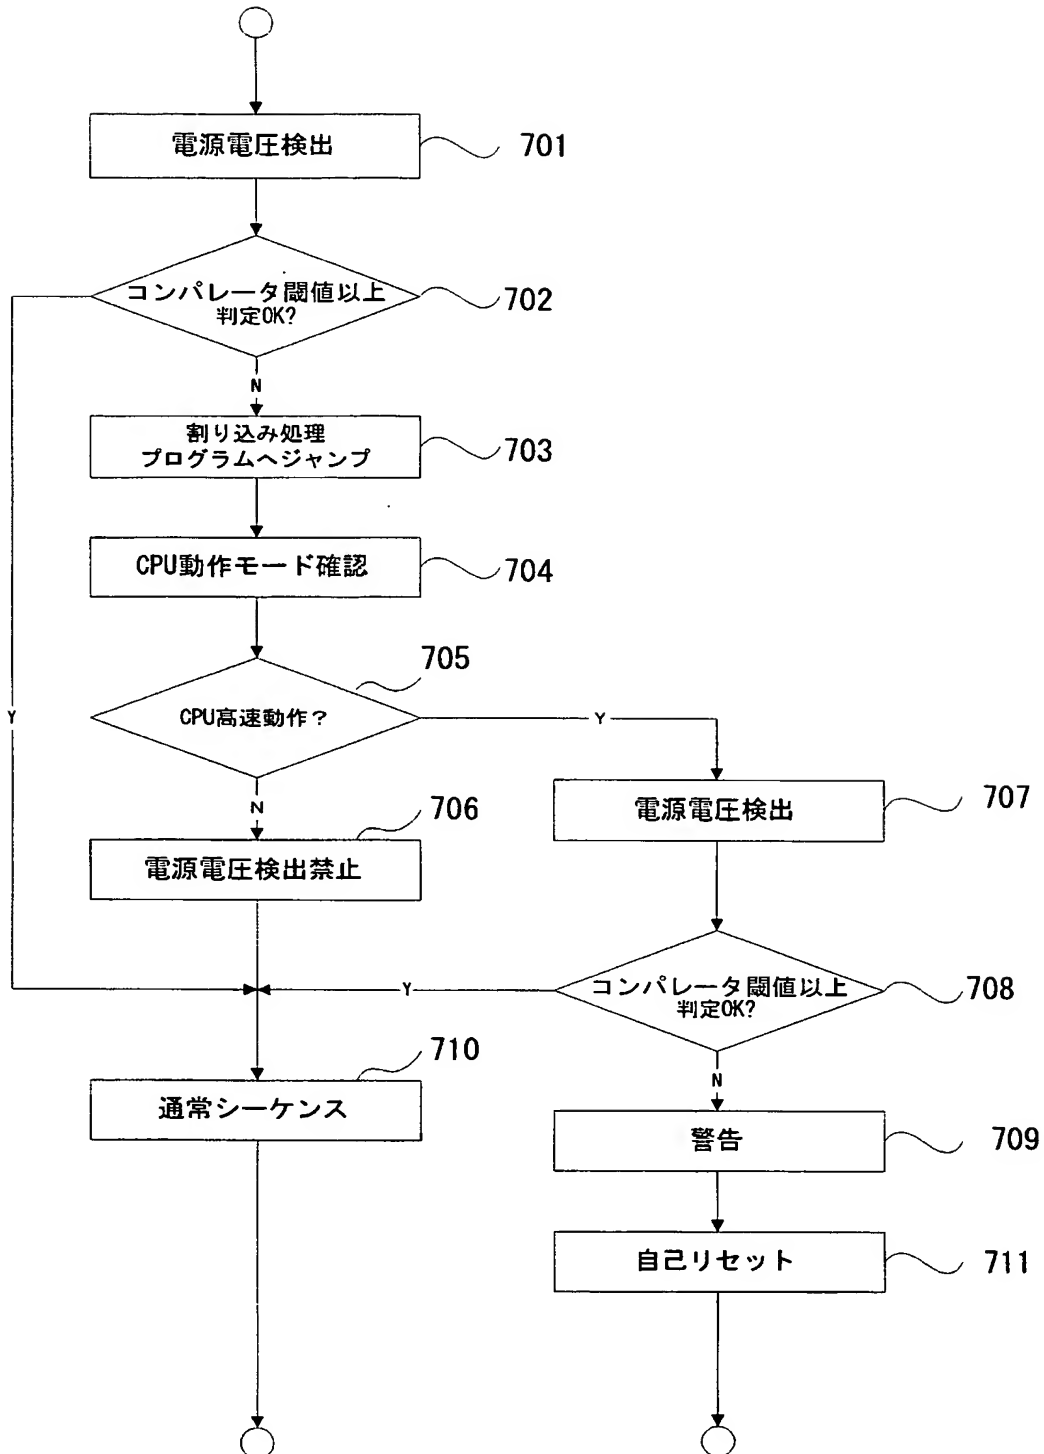 電源電圧検出
701
コンパレータ閾値以上
判定OK?
702
N
割り込み処理
プログラムへジャンプ
703
CPU動作モード確認
704
705
CPU高速動作?
Y
Y
N
706
電源電圧検出
707
電源電圧検出禁止
コンパレータ閾値以上
判定OK?
708
Y
710
N
通常シーケンス
警告
709
自己リセット
711